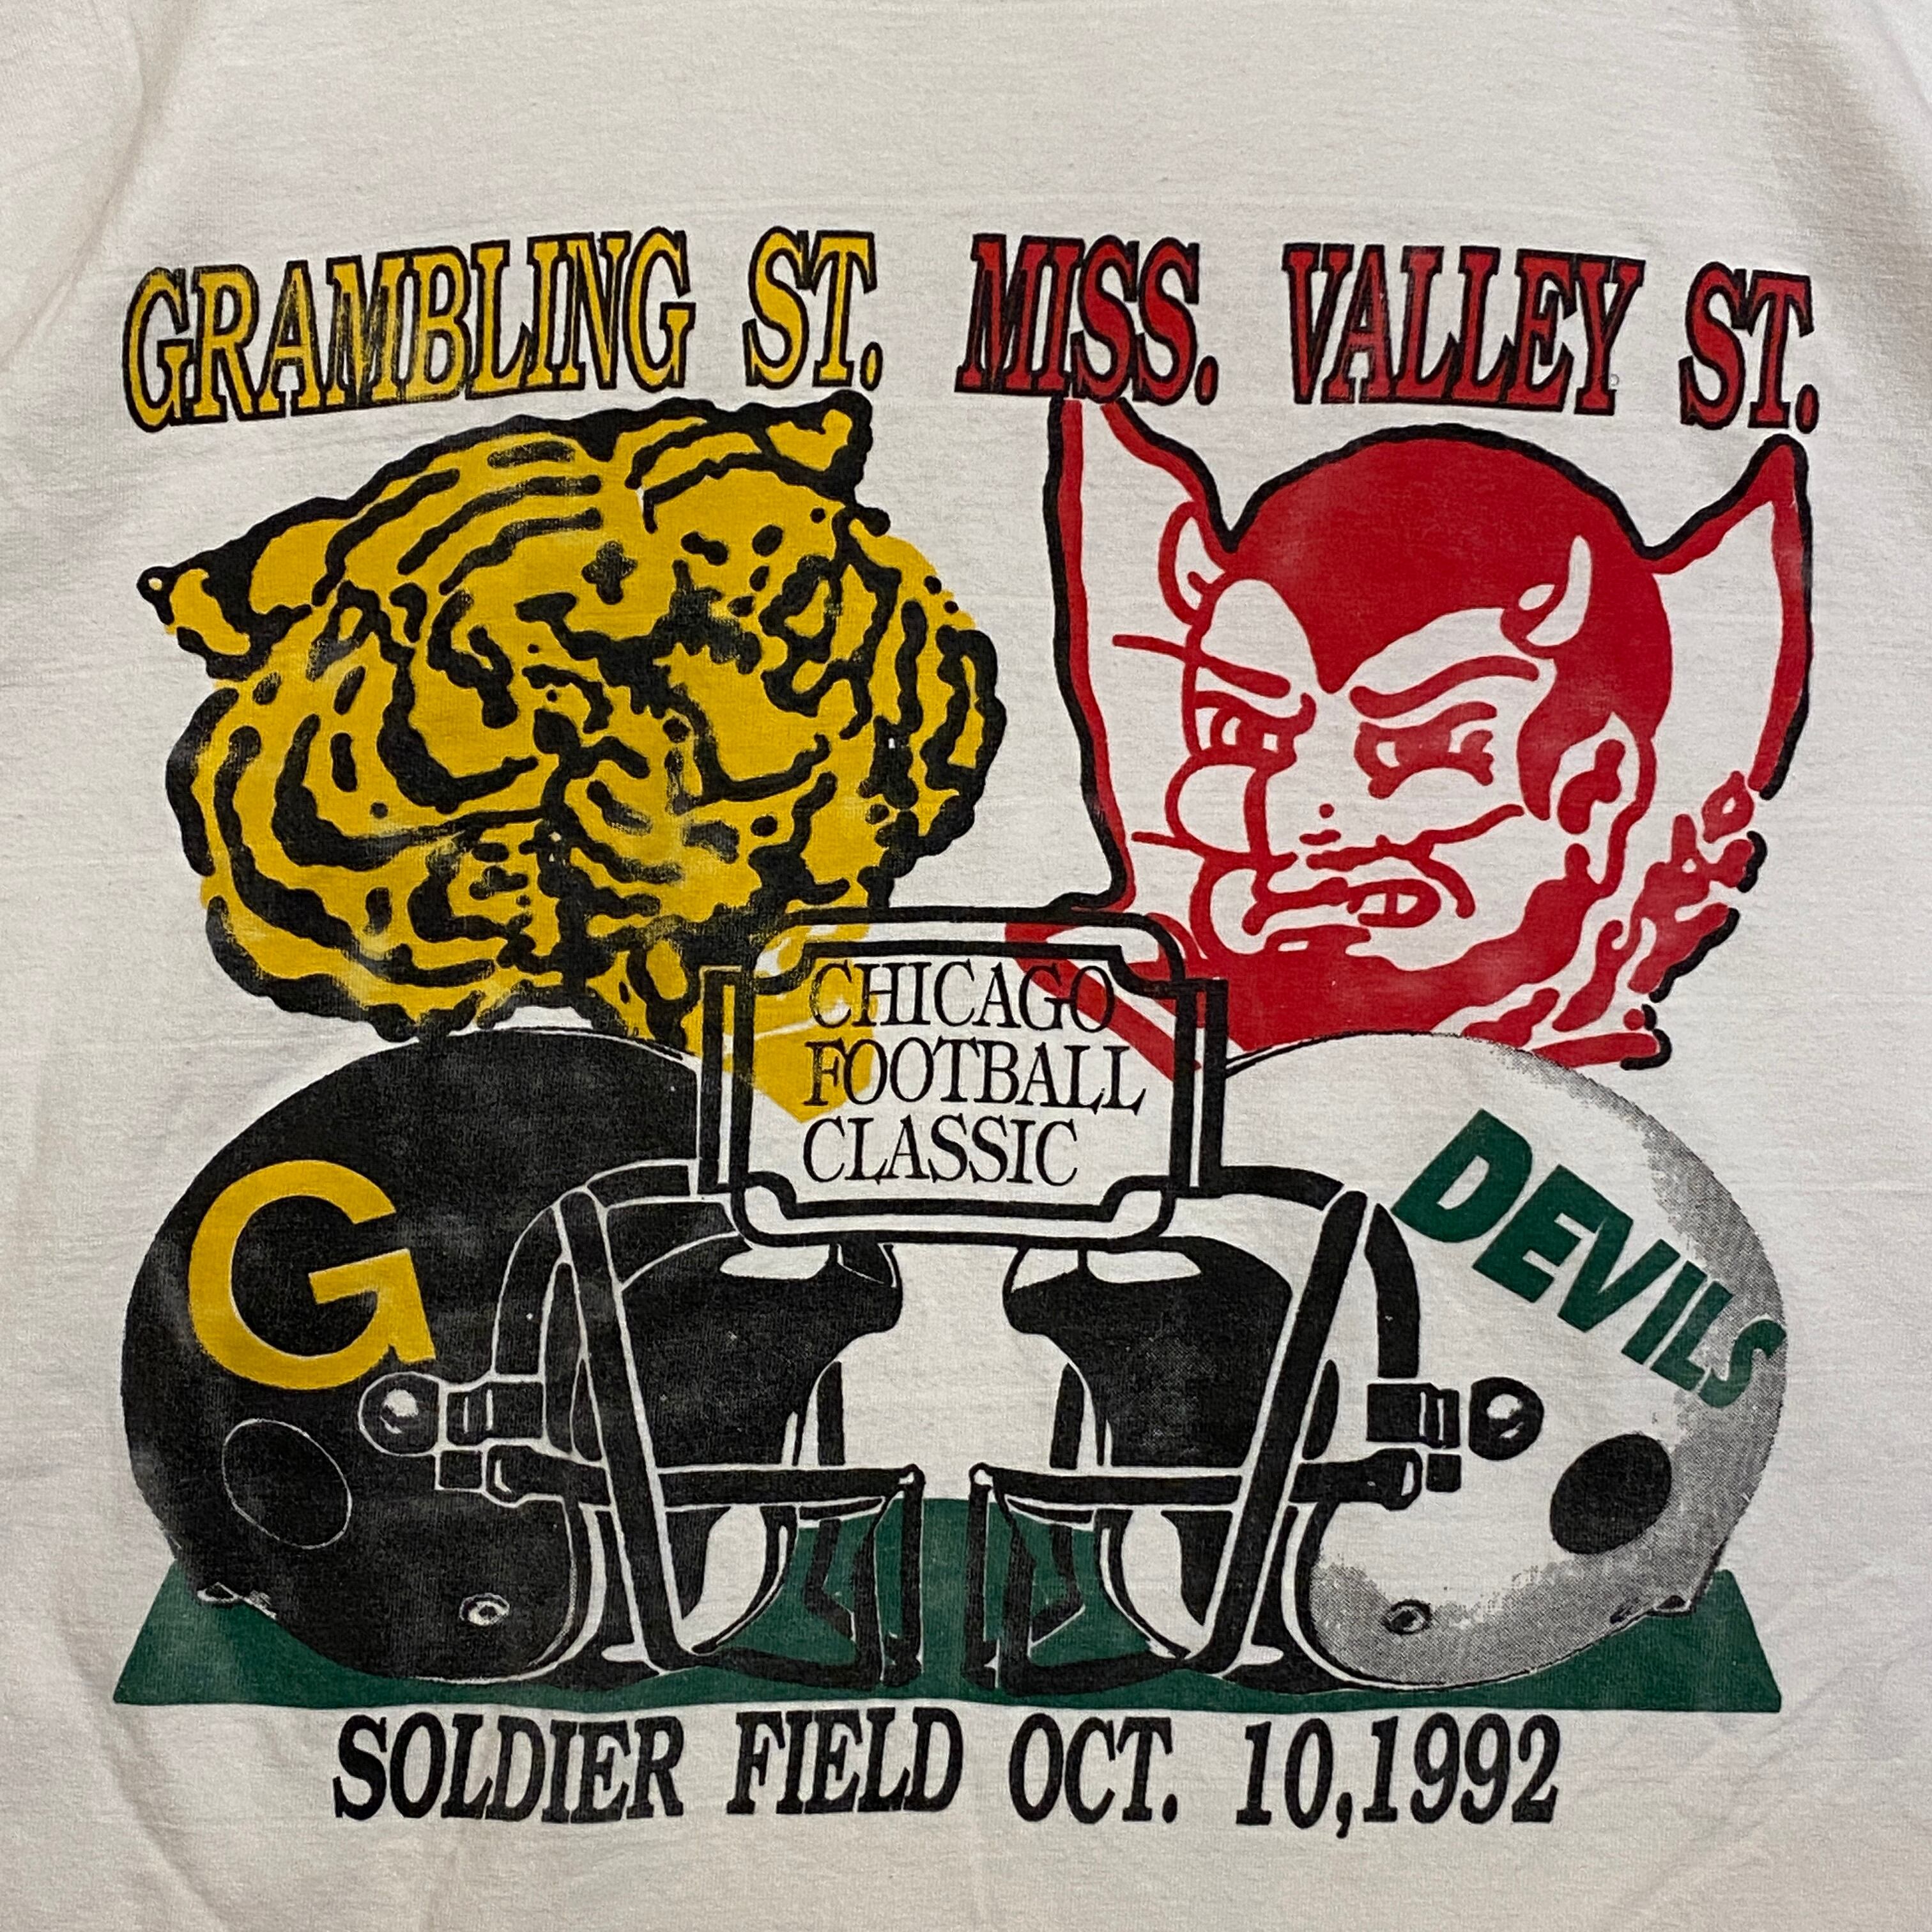 GRAMBLING ST. MISS. VALLEY ST.
CHICAGO
FOOTBALL
CLASSIC
G
DEVILS
SOLDIER FIELD OCT. 10,1992